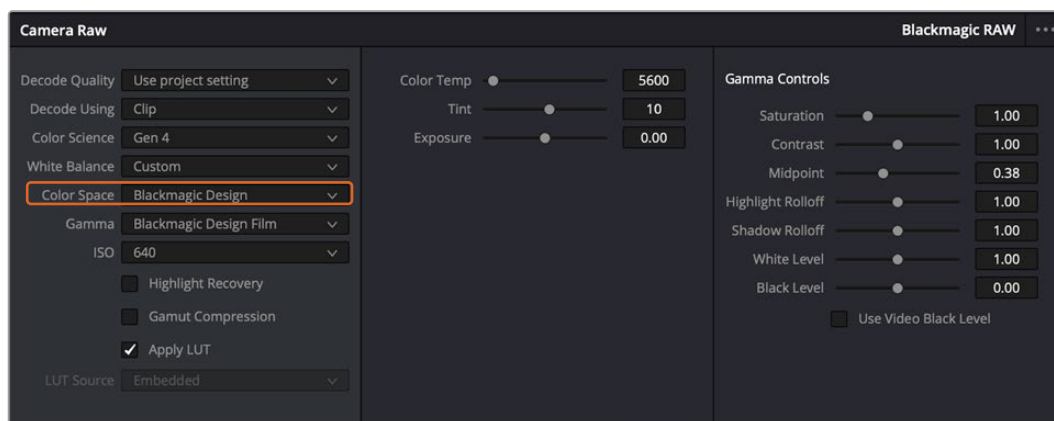 Camera Raw
Blackmagic RAW
Decode Quality Use project setting
Decode Using Clip
Color Science Gen 4
White Balance Custom
Color Space Blackmagic Design
Gamma Blackmagic Design Film
ISO 640
Highlight Recovery
Gamut Compression
Apply LUT
LUT Source Embedded
Color Temp 5600
Tint 10
Exposure 0.00
Gamma Controls
Saturation 1.00
Contrast 1.00
Midpoint 0.38
Highlight Rolloff 1.00
Shadow Rolloff 1.00
White Level 1.00
Black Level 0.00
Use Video Black Level